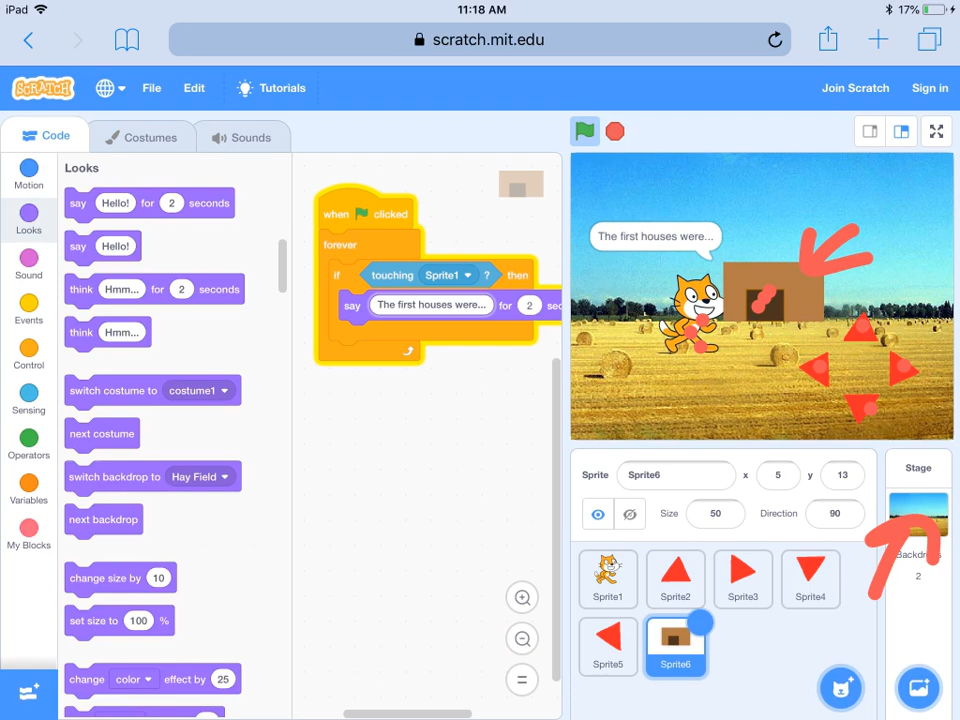 iPad 11:18 AM 17%
scratch.mit.edu
SCRATCH File Edit Tutorials Join Scratch Sign in
Code Costumes Sounds
Motion
Looks
Sound
Events
Control
Sensing
Operators
Variables
My Blocks
Looks
say Hello! for 2 seconds
say Hello!
think Hmm... for 2 seconds
think Hmm...
switch costume to costume1
next costume
switch backdrop to Hay Field
next backdrop
change size by 10
set size to 100 %
change color effect by 25
when clicked
forever
if touching Sprite1 ? then
say The first houses were... for 2 sec
The first houses were...
Sprite Sprite6 x 5 y 13
Size 50 Direction 90
Sprite1 Sprite2 Sprite3 Sprite4
Sprite5 Sprite6
Stage
2